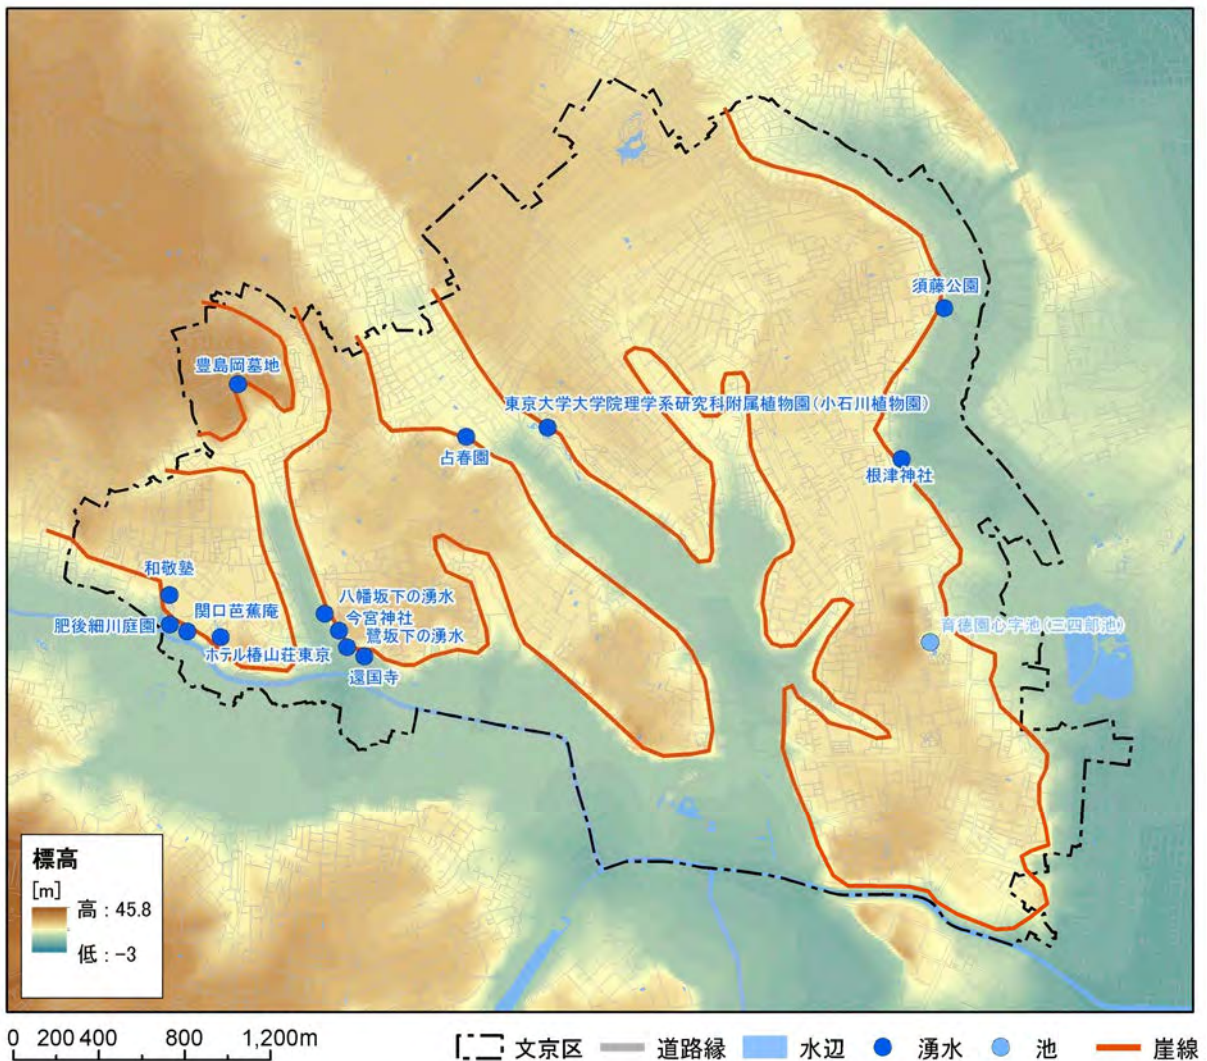 須藤公園
豊島岡墓地
東京大学大学院理学系研究科附属植物園(小石川植物園)
占春園
根津神社
和敬塾
八幡坂下の湧水
関口芭蕉庵
今宮神社
肥後細川庭園
育徳園心字池(三四郎池)
鷺坂下の湧水
ホテル椿山荘東京
還国寺
標高
[m]
高 : 45.8
低 : -3
0 200 400 800 1,200m
文京区 道路縁 水辺 湧水 池 崖線